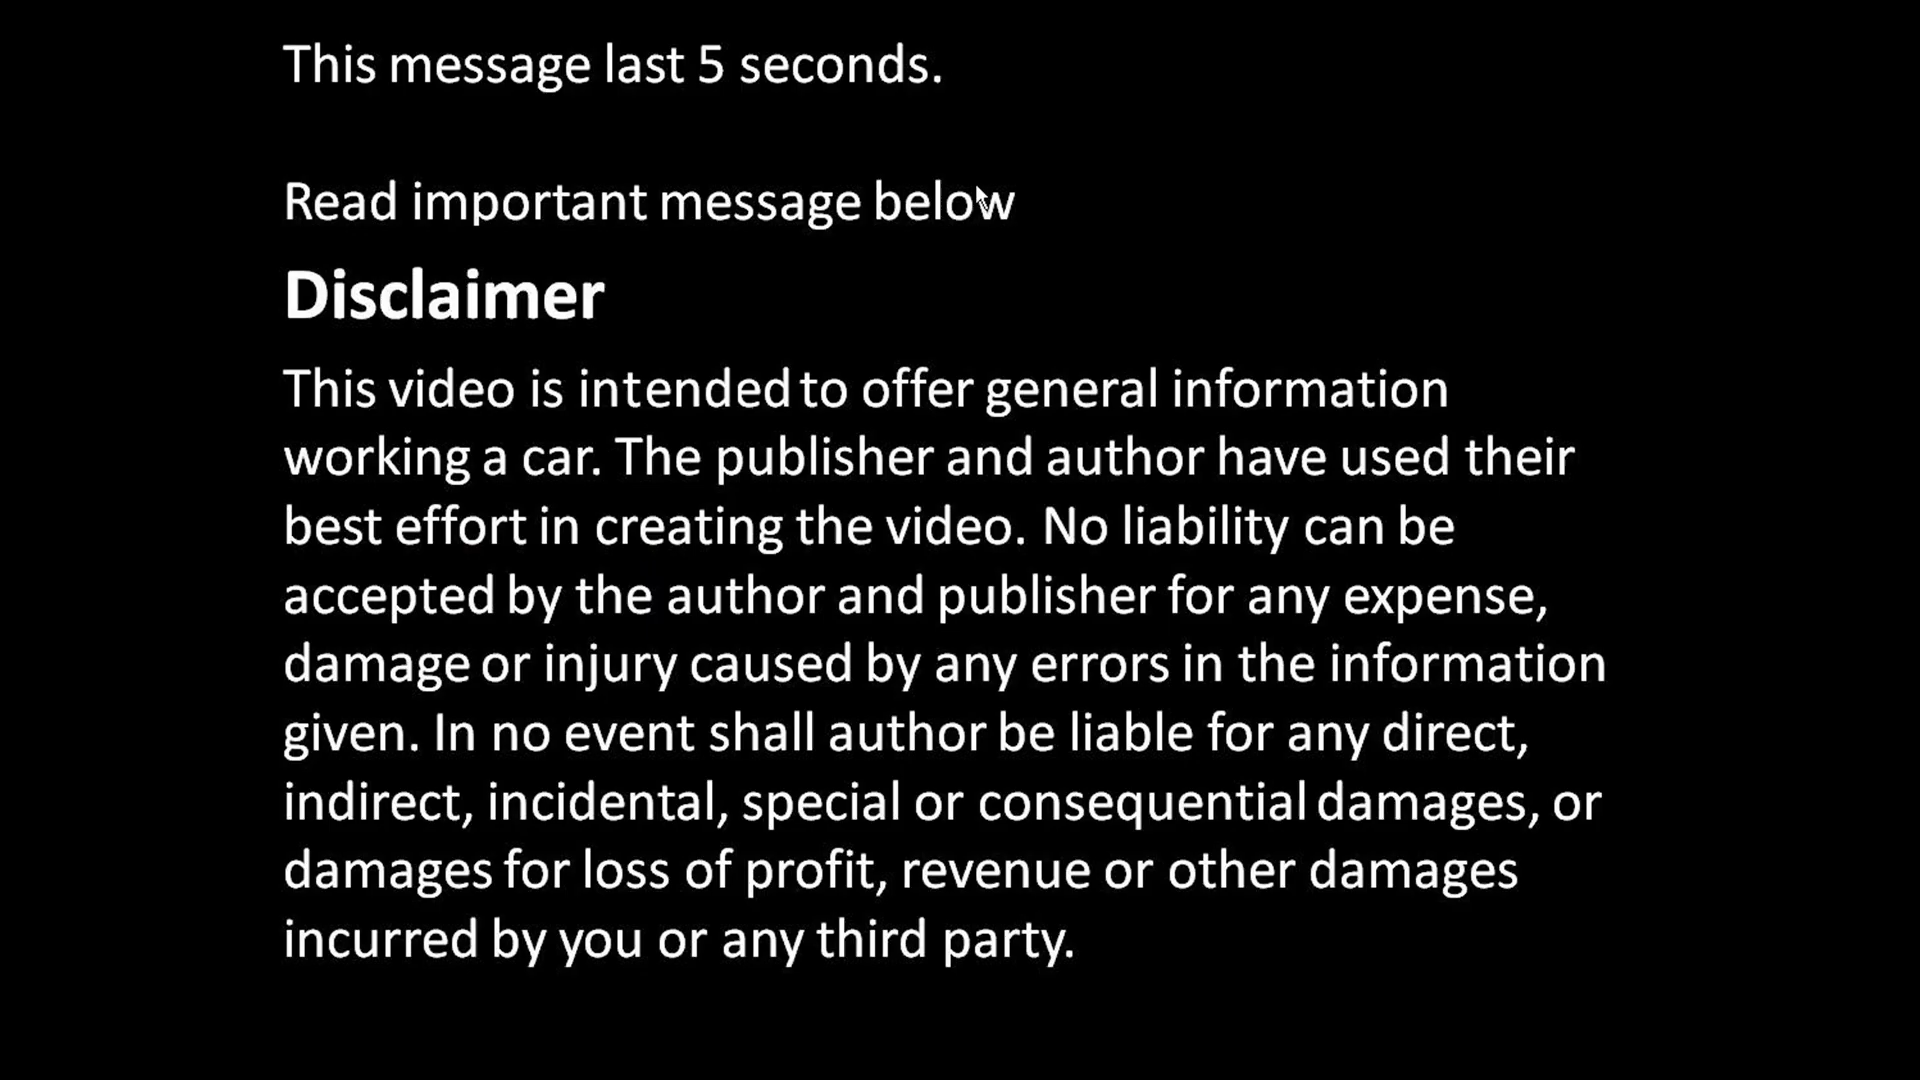 This message last 5 seconds.
Read important message below
Disclaimer
This video is intended to offer general information
working a car. The publisher and author have used their
best effort in creating the video. No liability can be
accepted by the author and publisher for any expense,
damage or injury caused by any errors in the information
given. In no event shall author be liable for any direct,
indirect, incidental, special or consequential damages, or
damages for loss of profit, revenue or other damages
incurred by you or any third party.